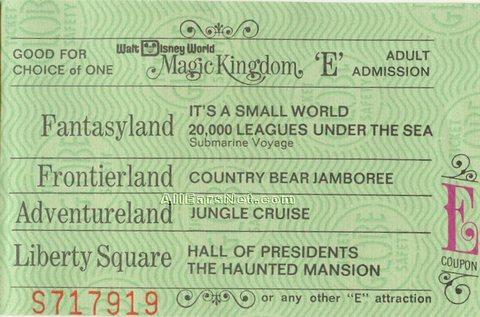 GOOD FOR
CHOICE of ONE
Walt Disney World
Magic Kingdom
'E'
ADULT
ADMISSION
Fantasyland
IT'S A SMALL WORLD
20,000 LEAGUES UNDER THE SEA
Submarine Voyage
Frontierland
COUNTRY BEAR JAMBOREE
AllEarsNet.com
Adventureland
JUNGLE CRUISE
Liberty Square
HALL OF PRESIDENTS
THE HAUNTED MANSION
E
COUPON
S717919
or any other "E" attraction